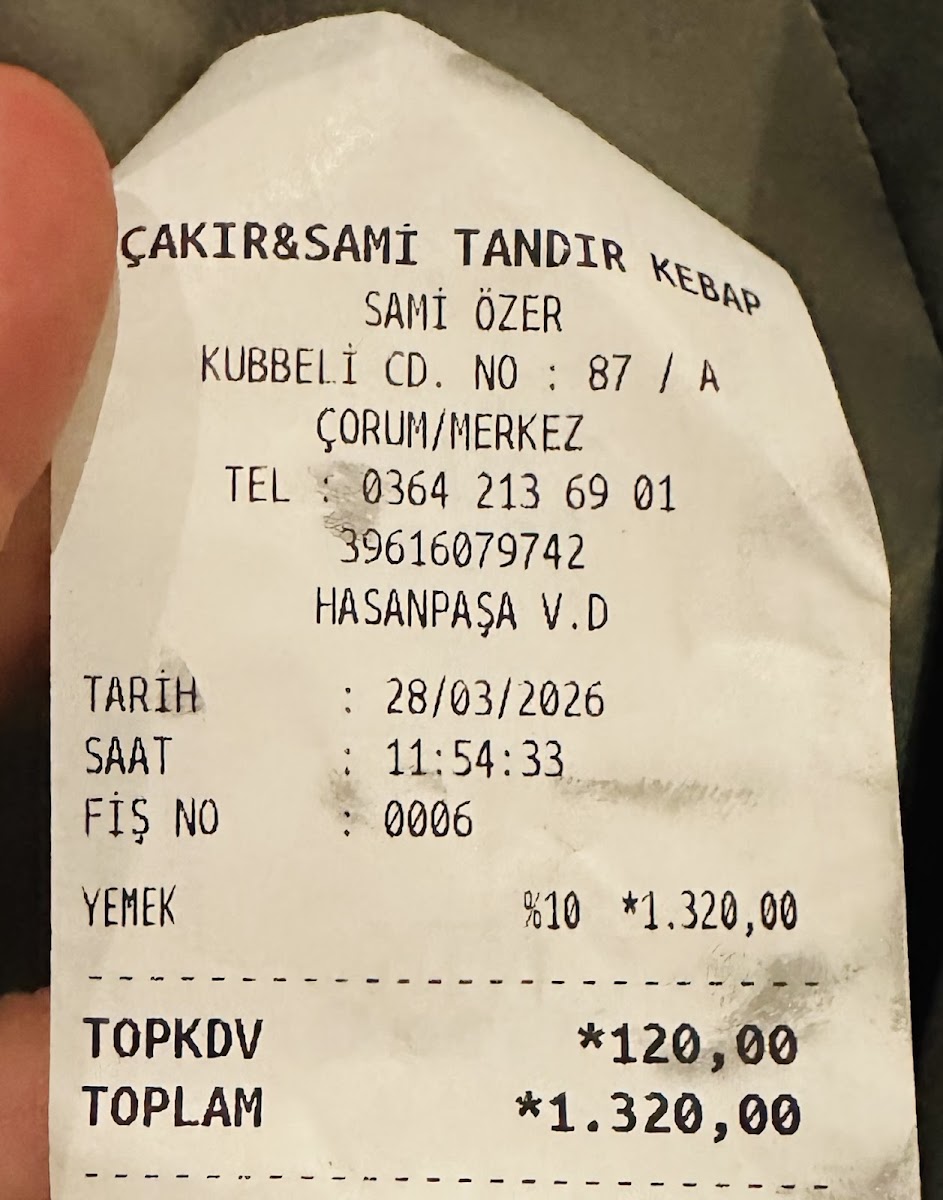 ÇAKIR&SAMİ TANDIR KEBAP
SAMİ ÖZER
KUBBELİ CD. NO : 87 / A
ÇORUM/MERKEZ
TEL : 0364 213 69 01
39616079742
HASANPAŞA V.D
TARİH : 28/03/2026
SAAT : 11:54:33
FİŞ NO : 0006
YEMEK %10 *1.320,00
TOPKDV *120,00
TOPLAM *1.320,00